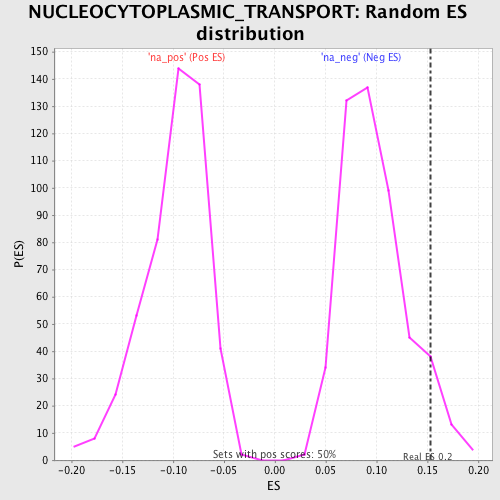 NUCLEOCYTOPLASMIC_TRANSPORT: Random ES
distribution
'na_pos' (Pos ES)
'na_neg' (Neg ES)
150
140
130
120
110
100
90
80
70
60
50
40
30
20
10
0
P(ES)
Sets with pos scores: 50%
Real ES 0.2
-0.20 -0.15 -0.10 -0.05 0.00 0.05 0.10 0.15 0.20
ES